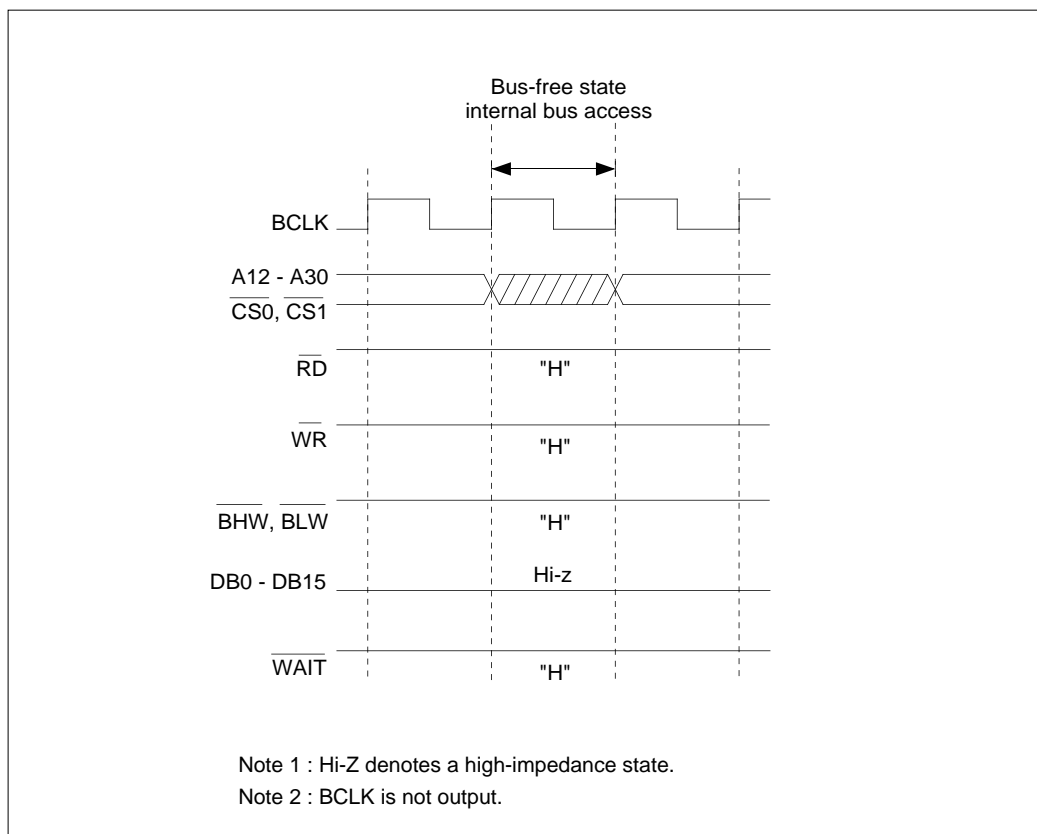 Bus-free state
internal bus access
BCLK
A12 - A30
CS0, CS1
RD
"H"
WR
"H"
BHW, BLW
"H"
DB0 - DB15
Hi-z
WAIT
"H"
Note 1 : Hi-Z denotes a high-impedance state.
Note 2 : BCLK is not output.